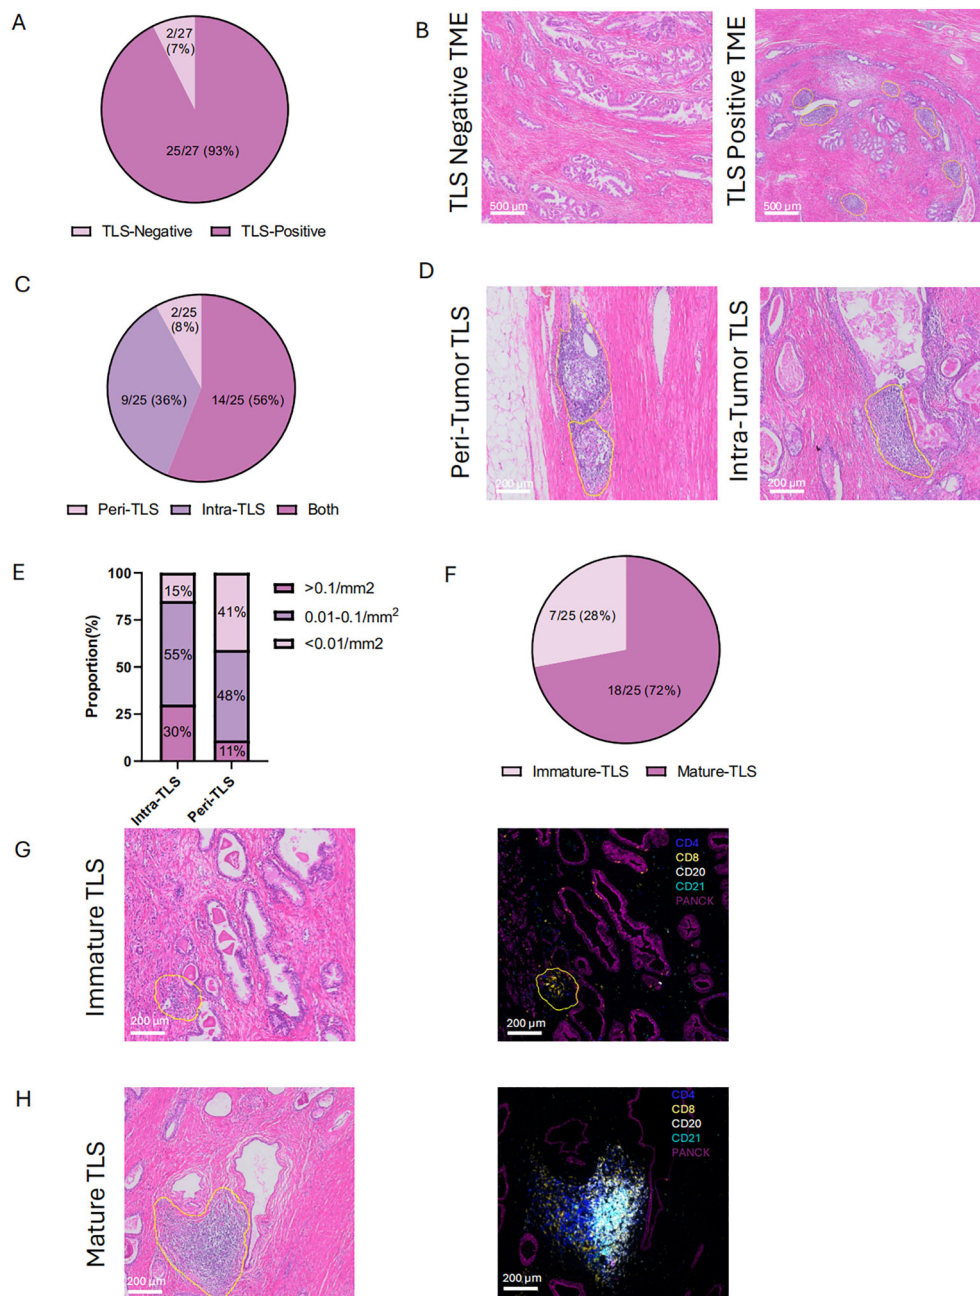 A
2/27
(7%)
25/27 (93%)
TLS-Negative TLS-Positive
B
TLS Negative TME
500 µm
TLS Positive TME
500 µm
C
2/25
(8%)
9/25 (36%)
14/25 (56%)
Peri-TLS Intra-TLS Both
D
Peri-Tumor TLS
200 µm
Intra-Tumor TLS
200 µm
E
Proportion(%)
100
75
50
25
0
15%
55%
30%
41%
48%
11%
Intra-TLS
Peri-TLS
>0.1/mm2
0.01-0.1/mm²
<0.01/mm2
F
7/25 (28%)
18/25 (72%)
Immature-TLS Mature-TLS
G
Immature TLS
200 µm
CD4
CD8
CD20
CD21
PANCK
200 µm
H
Mature TLS
200 µm
CD4
CD8
CD20
CD21
PANCK
200 µm